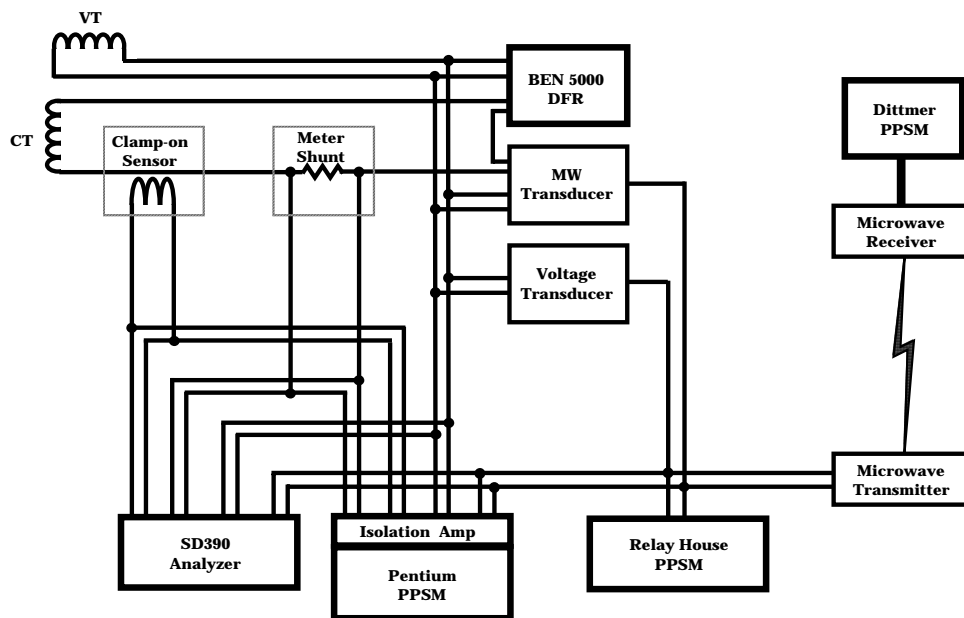 VT
BEN 5000
DFR
Dittmer
PPSM
CT
Clamp-on
Sensor
Meter
Shunt
MW
Transducer
Microwave
Receiver
Voltage
Transducer
Microwave
Transmitter
SD390
Analyzer
Isolation Amp
Pentium
PPSM
Relay House
PPSM